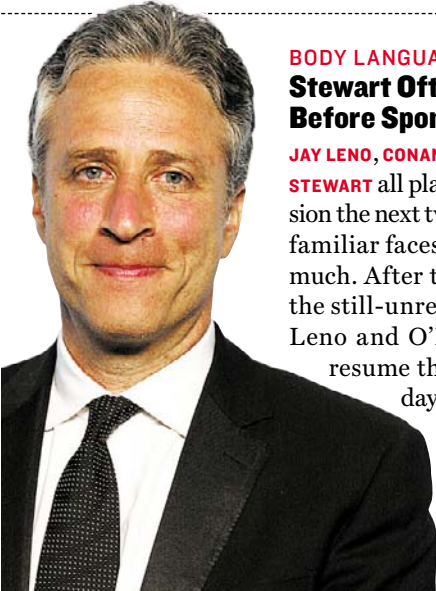 BODY LANGUA
Stewart Oft
Before Spon
JAY LENO, CONAN
STEWART all pla
sion the next tw
familiar faces
much. After t
the still-unre
Leno and O’
resume th
day